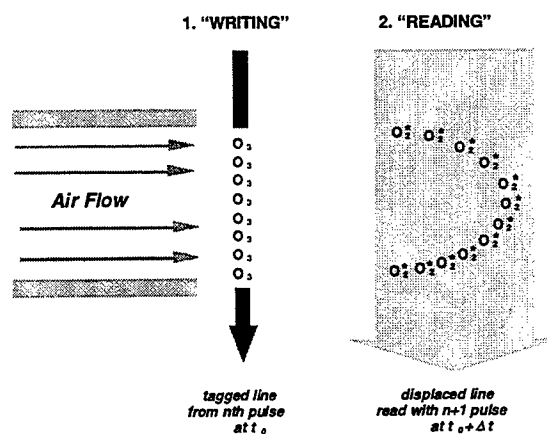 1. "WRITING"
2. "READING"
O₃
O₃
O₃
O₃
O₃
O₃
O₃
O₃
Air Flow
O₂*
O₂*
O₂*
O₂*
O₂*
O₂*
O₂*
O₂*
O₂*
O₂*
O₂*
O₂*
tagged line
from nth pulse
at t₀
displaced line
read with n+1 pulse
at t₀+Δt